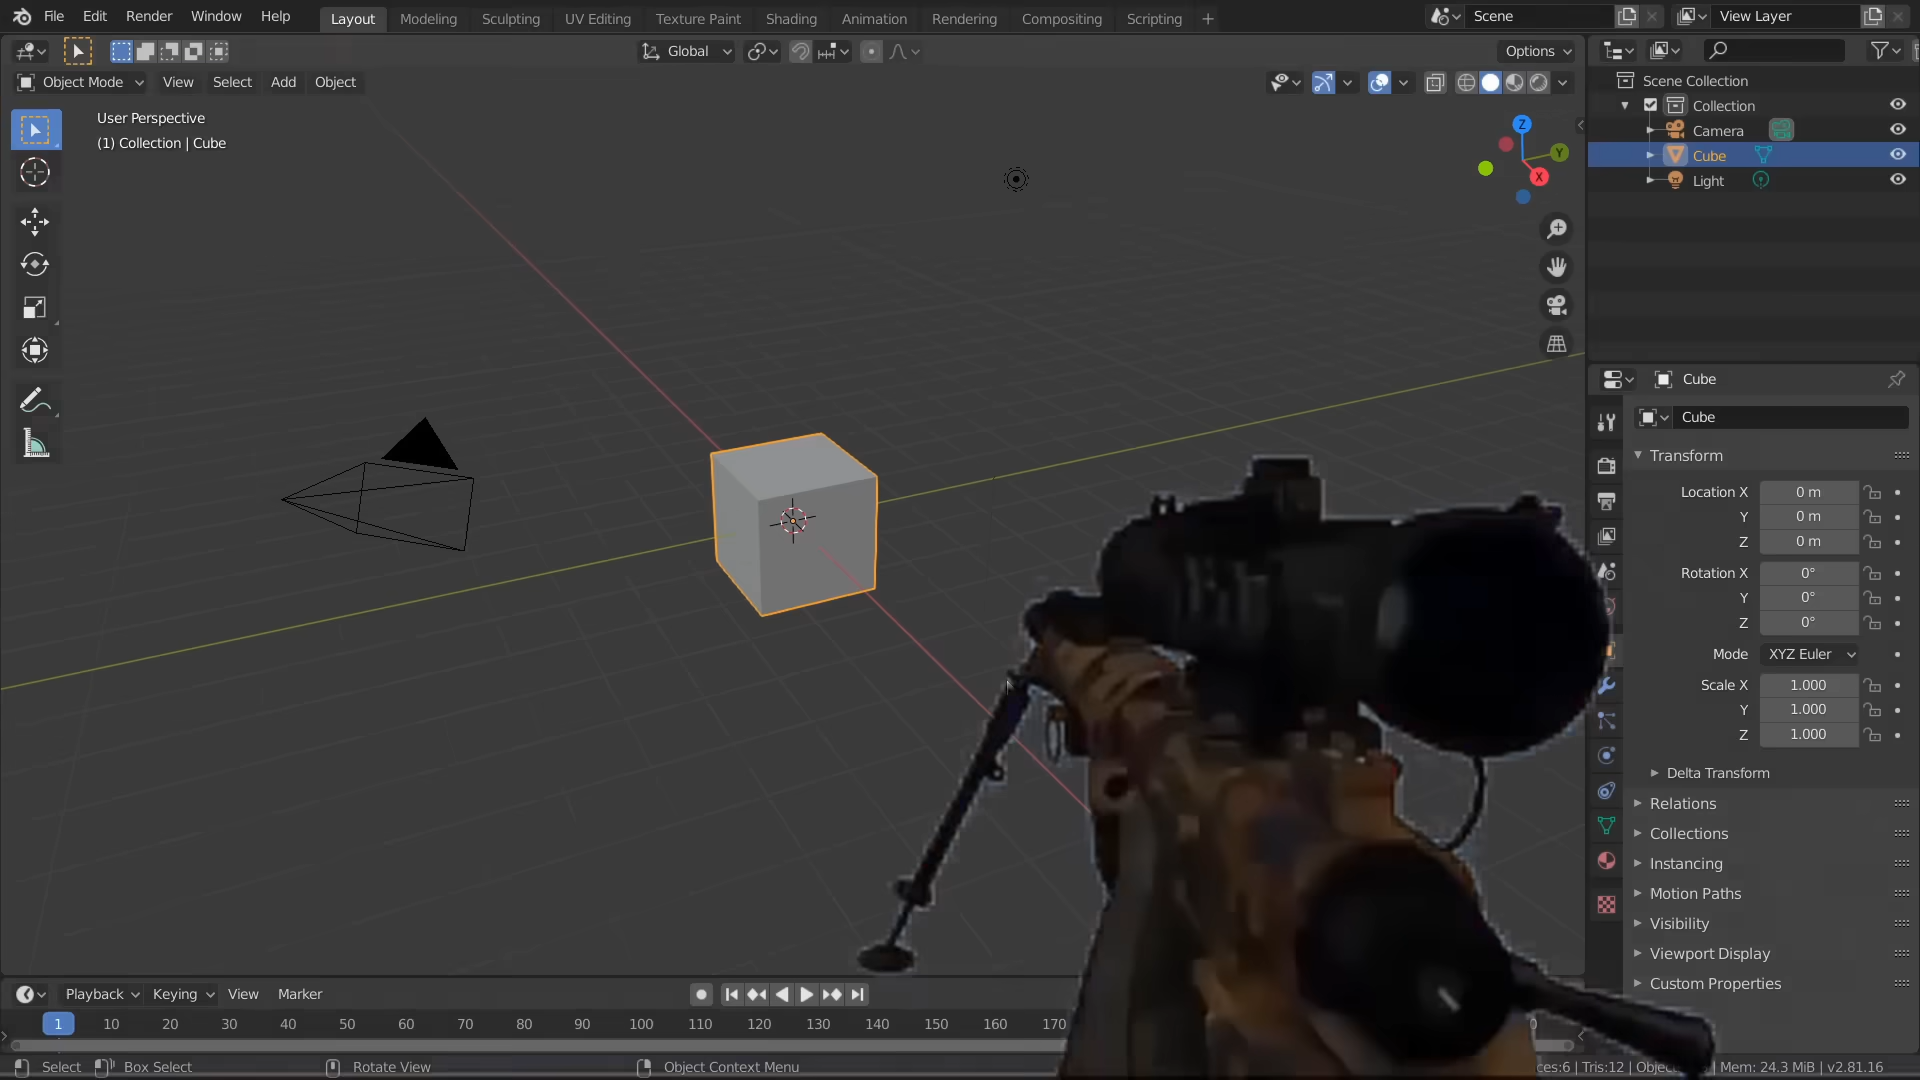 File Edit Render Window Help Layout Modeling Sculpting UV Editing Texture Paint Shading Animation Rendering Compositing Scripting + Scene View Layer
Global Options
Object Mode View Select Add Object
User Perspective
(1) Collection | Cube
Z
Y
X
Scene Collection
Collection
Camera
Cube
Light
Cube
Cube
Transform
Location X 0 m
Y 0 m
Z 0 m
Rotation X 0°
Y 0°
Z 0°
Mode XYZ Euler
Scale X 1.000
Y 1.000
Z 1.000
Delta Transform
Relations
Collections
Instancing
Motion Paths
Visibility
Viewport Display
Custom Properties
Playback Keying View Marker
1 10 20 30 40 50 60 70 80 90 100 110 120 130 140 150 160 170
Select Box Select Rotate View Object Context Menu Tris:12 | Mem: 24.3 MiB | v2.81.16